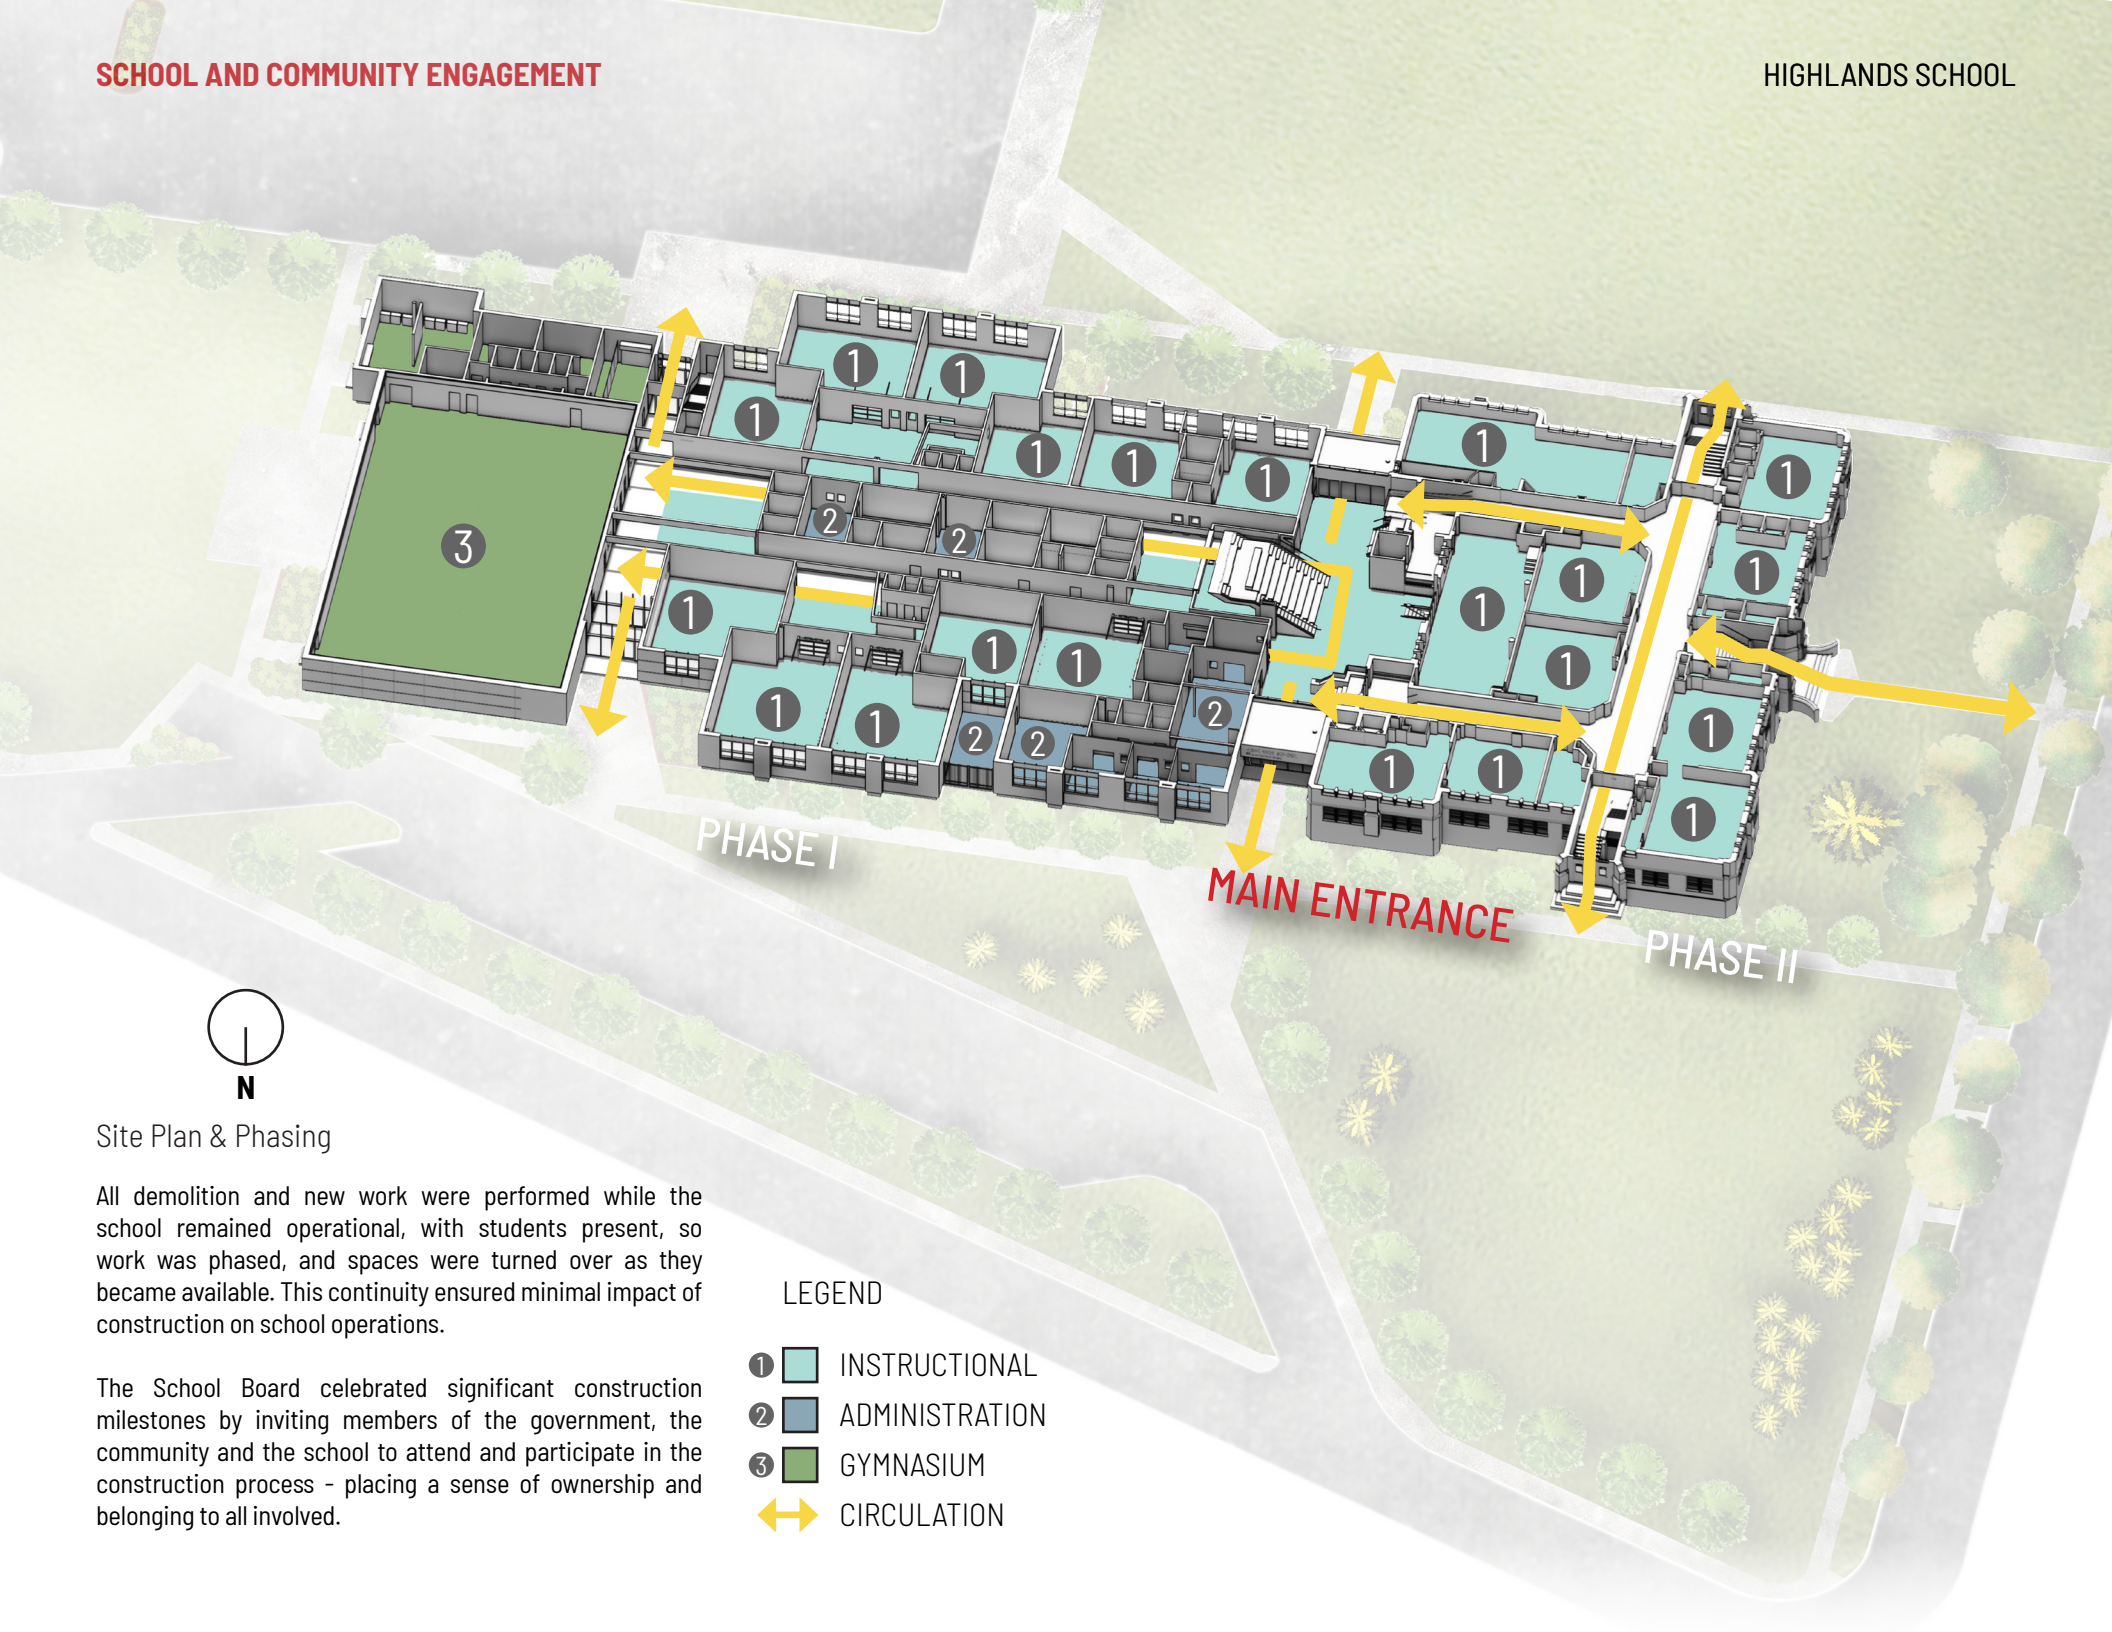 SCHOOL AND COMMUNITY ENGAGEMENT
HIGHLANDS SCHOOL
1
1
1
1
1
1
1
1
3
2
2
1
1
1
1
1
1
1
1
1
1
1
2
2
2
1
1
1
1
PHASE I
MAIN ENTRANCE
PHASE II
N
Site Plan & Phasing
All demolition and new work were performed while the
school remained operational, with students present, so
work was phased, and spaces were turned over as they
became available. This continuity ensured minimal impact of
construction on school operations.
The School Board celebrated significant construction
milestones by inviting members of the government, the
community and the school to attend and participate in the
construction process - placing a sense of ownership and
belonging to all involved.
LEGEND
1 INSTRUCTIONAL
2 ADMINISTRATION
3 GYMNASIUM
CIRCULATION